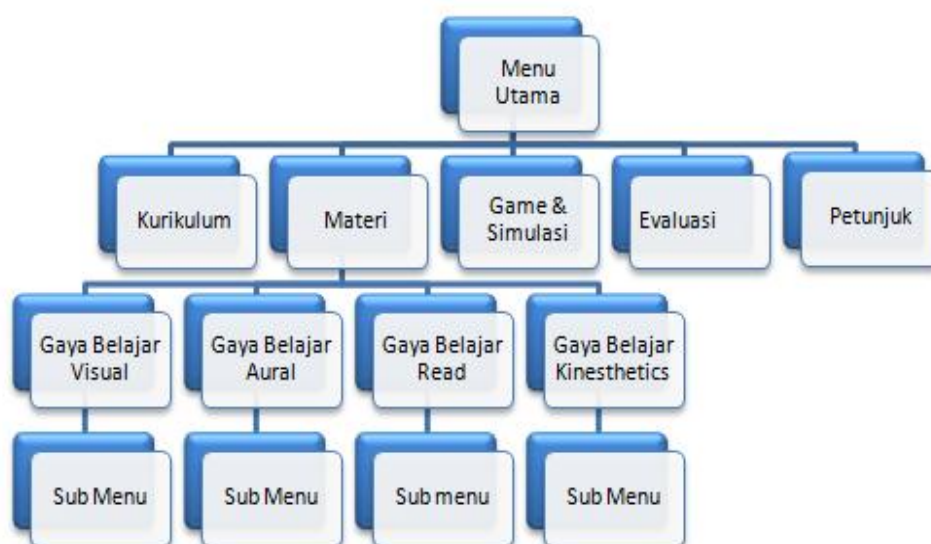 Menu
Utama
Kurikulum
Materi
Game &
Simulasi
Evaluasi
Petunjuk
Gaya Belajar
Visual
Gaya Belajar
Aural
Gaya Belajar
Read
Gaya Belajar
Kinesthetics
Sub Menu
Sub Menu
Sub menu
Sub Menu